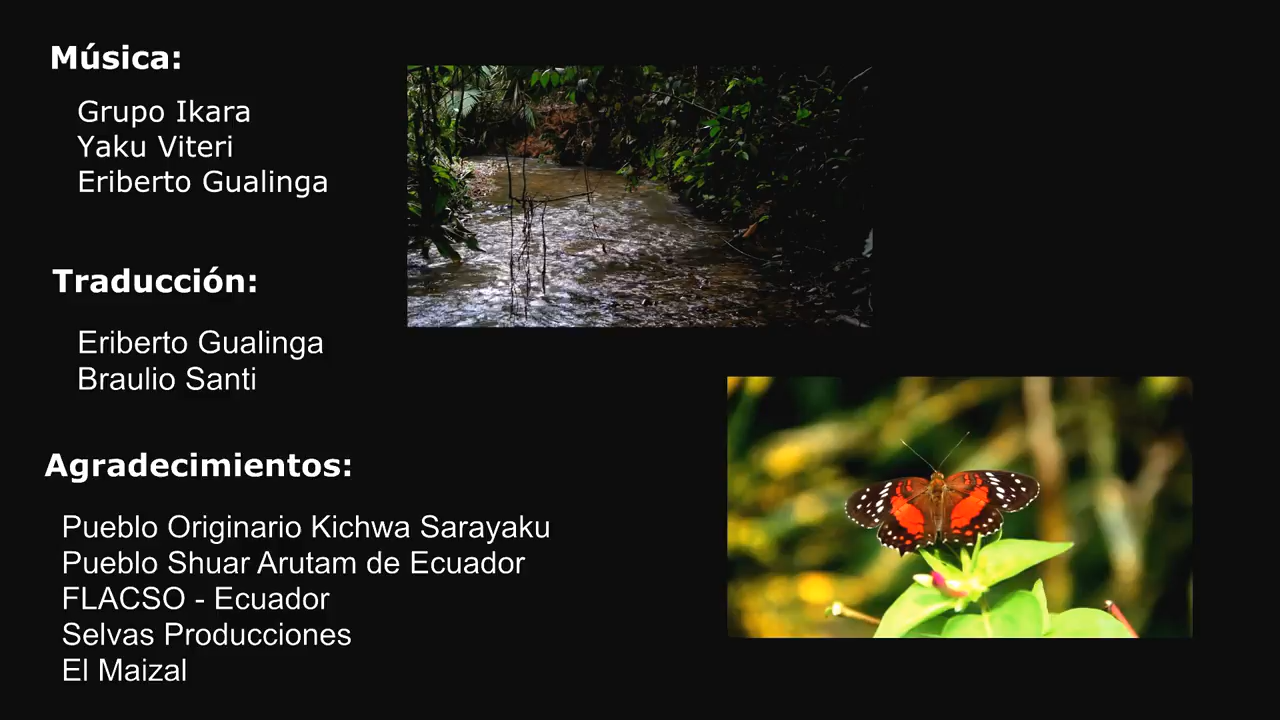 Música:
Grupo Ikara
Yaku Viteri
Eriberto Gualinga
Traducción:
Eriberto Gualinga
Braulio Santi
Agradecimientos:
Pueblo Originario Kichwa Sarayaku
Pueblo Shuar Arutam de Ecuador
FLACSO - Ecuador
Selvas Producciones
El Maizal